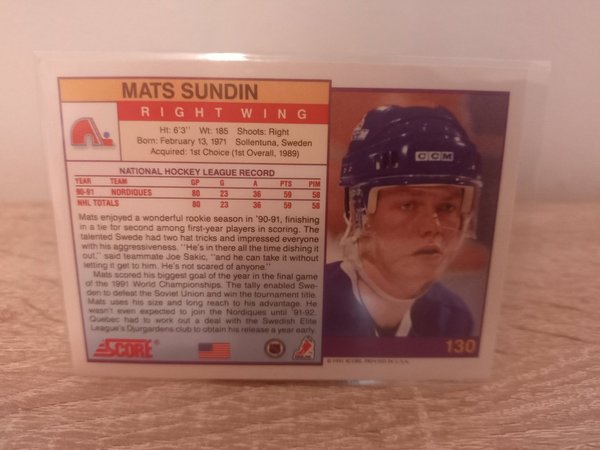 MATS SUNDIN
RIGHT WING
Ht: 6'3" Wt: 185 Shoots: Right
Born: February 13, 1971 Sollentuna, Sweden
Acquired: 1st Choice (1st Overall, 1989)
NATIONAL HOCKEY LEAGUE RECORD
YEAR TEAM GP G A PTS PIM
90-91 NORDIQUES 80 23 36 59 58
NHL TOTALS 80 23 36 59 58
Mats enjoyed a wonderful rookie season in '90-91, finishing
in a tie for second among first-year players in scoring. The
talented Swede had two hat tricks and impressed everyone
with his aggressiveness. "He's in there all the time dishing it
out," said teammate Joe Sakic, "and he can take it without
letting it get to him. He's not scared of anyone."
Mats scored his biggest goal of the year in the final game
of the 1991 World Championships. The tally enabled Swe-
den to defeat the Soviet Union and win the tournament title.
Mats uses his size and long reach to his advantage. He
wasn't even expected to join the Nordiques until '91-92.
Quebec had to work out a deal with the Swedish Elite
League's Djurgardens club to obtain his release a year early.
CCM
SCORE
130
© 1991 SCORE, PRINTED IN U.S.A.